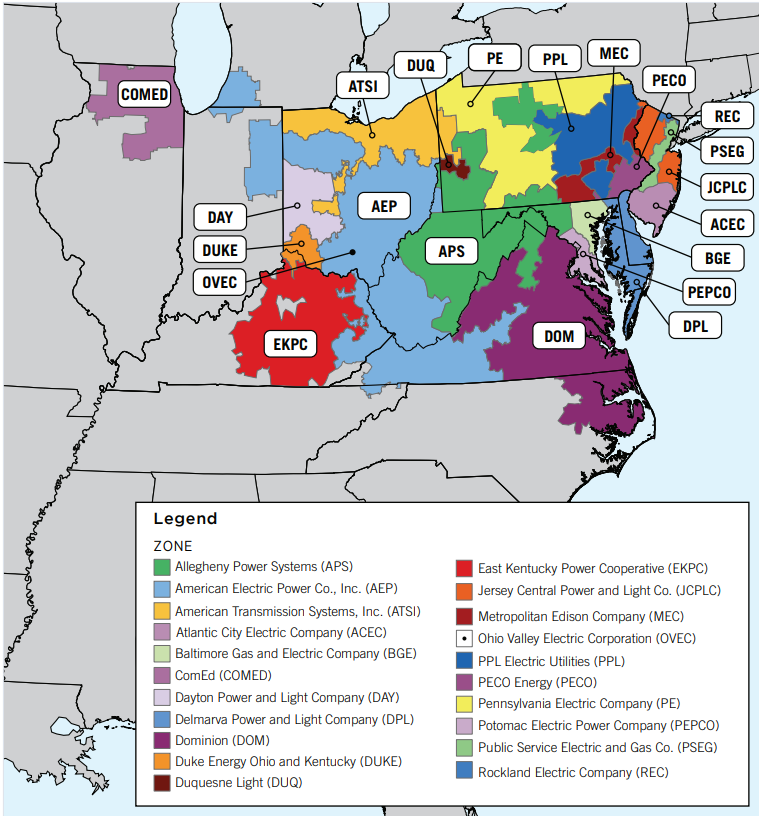 COMED
ATSI
DUQ
PE
PPL
MEC
PECO
REC
PSEG
JCPLC
ACEC
BGE
PEPCO
DPL
DAY
DUKE
OVEC
AEP
APS
EKPC
DOM
Legend
ZONE
Allegheny Power Systems (APS)
American Electric Power Co., Inc. (AEP)
American Transmission Systems, Inc. (ATSI)
Atlantic City Electric Company (ACEC)
Baltimore Gas and Electric Company (BGE)
ComEd (COMED)
Dayton Power and Light Company (DAY)
Delmarva Power and Light Company (DPL)
Dominion (DOM)
Duke Energy Ohio and Kentucky (DUKE)
Duquesne Light (DUQ)
East Kentucky Power Cooperative (EKPC)
Jersey Central Power and Light Co. (JCPLC)
Metropolitan Edison Company (MEC)
Ohio Valley Electric Corporation (OVEC)
PPL Electric Utilities (PPL)
PECO Energy (PECO)
Pennsylvania Electric Company (PE)
Potomac Electric Power Company (PEPCO)
Public Service Electric and Gas Co. (PSEG)
Rockland Electric Company (REC)